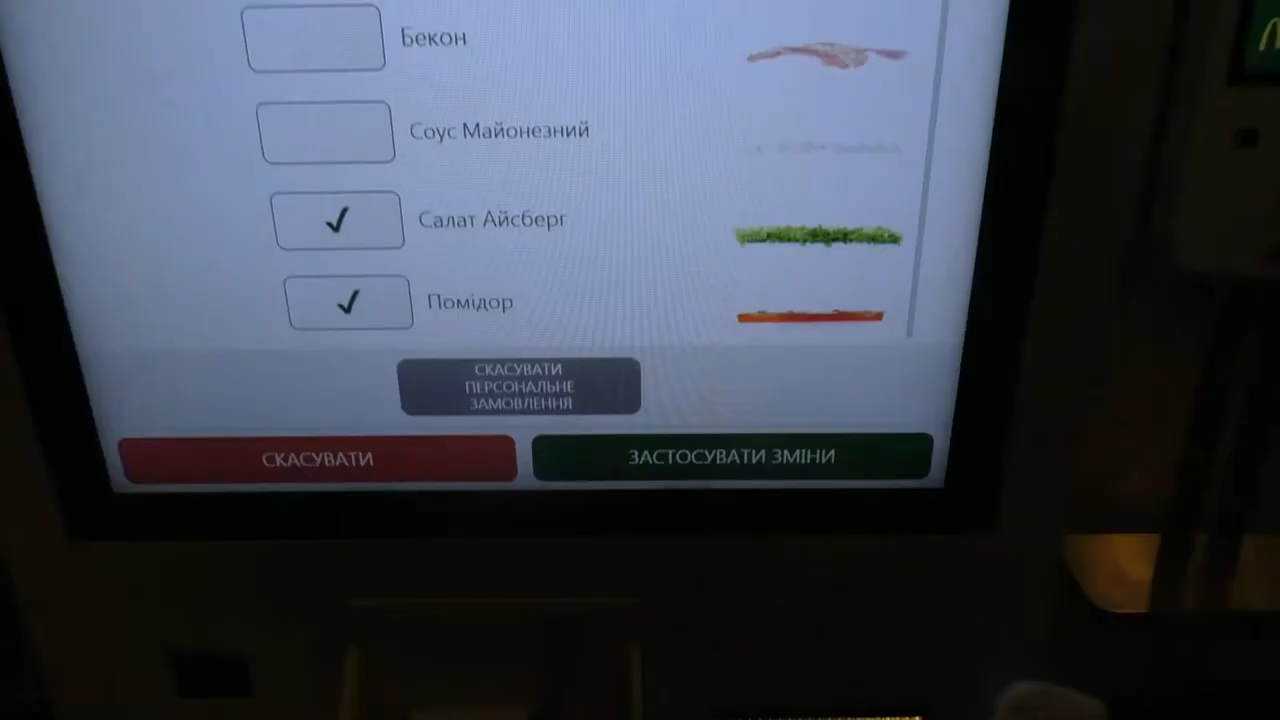 Бекон
Соус Майонезний
Салат Айсберг
Помідор
СКАСУВАТИ
ПЕРСОНАЛЬНЕ
ЗАМОВЛЕННЯ
СКАСУВАТИ
ЗАСТОСУВАТИ ЗМІНИ